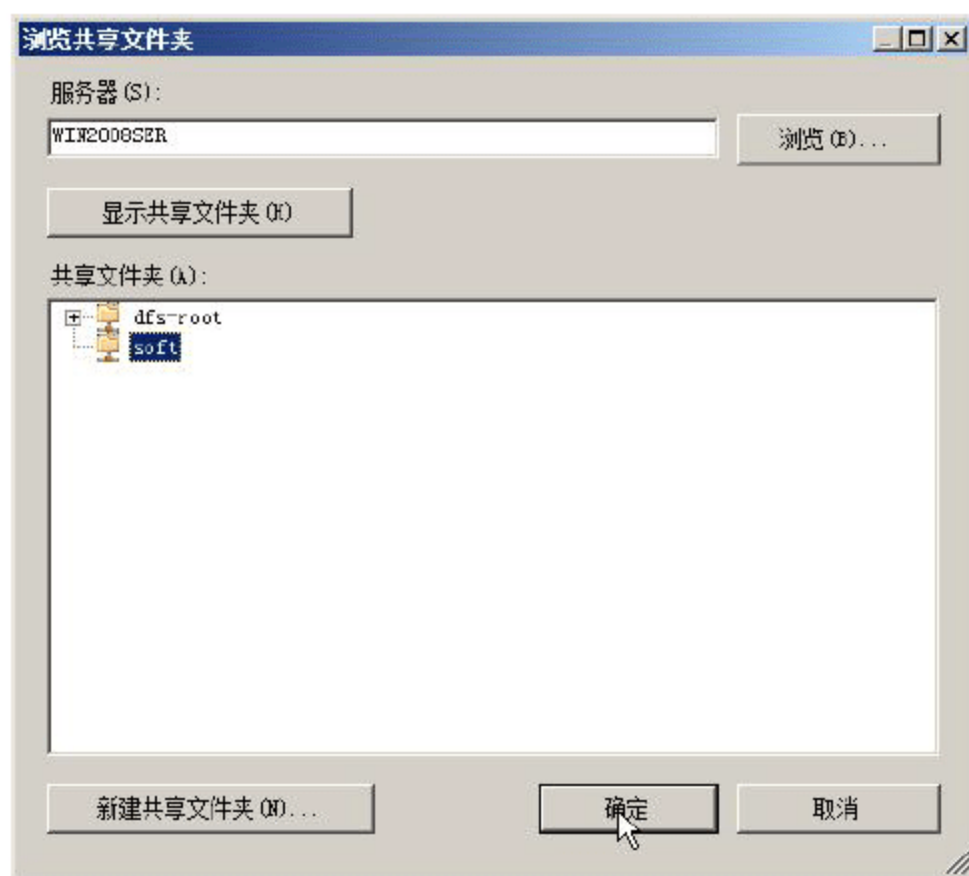 浏览共享文件夹
服务器(S):
WIN2008SER
浏览(B)...
显示共享文件夹(H)
共享文件夹(A):
dfs-root
soft
新建共享文件夹(N)...
确定
取消